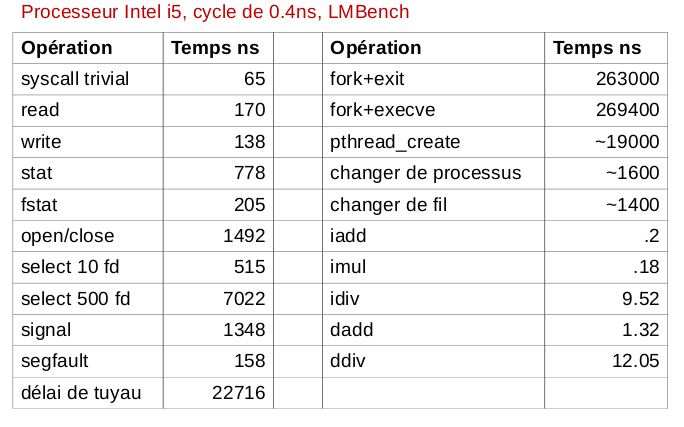 Processeur Intel i5, cycle de 0.4ns, LMBench
Opération Temps ns Opération Temps ns
syscall trivial 65 fork+exit 263000
read 170 fork+execve 269400
write 138 pthread_create ~19000
stat 778 changer de processus ~1600
fstat 205 changer de fil ~1400
open/close 1492 iadd .2
select 10 fd 515 imul .18
select 500 fd 7022 idiv 9.52
signal 1348 dadd 1.32
segfault 158 ddiv 12.05
délai de tuyau 22716